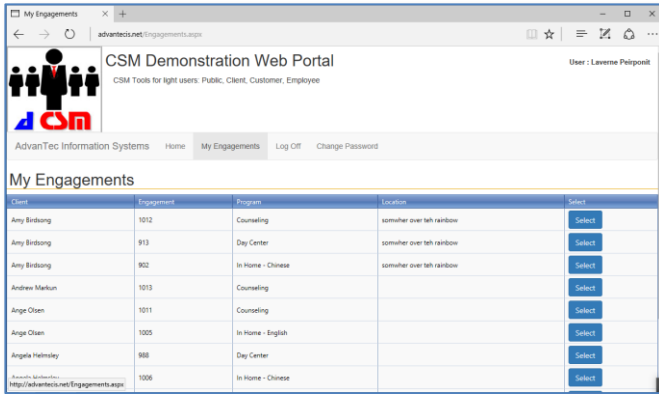 My Engagements
advantecis.net/Engagements.aspx
CSM Demonstration Web Portal
User : Laverne Peirponit
CSM Tools for light users: Public, Client, Customer, Employee
d CSM
AdvanTec Information Systems Home My Engagements Log Off Change Password
My Engagements
Client Engagement Program Location Select
Amy Birdsong 1012 Counseling somwher over teh rainbow Select
Amy Birdsong 913 Day Center somwher over teh rainbow Select
Amy Birdsong 902 In Home - Chinese somwher over teh rainbow Select
Andrew Markun 1013 Counseling Select
Ange Olsen 1011 Counseling Select
Ange Olsen 1005 In Home - English Select
Angela Helmsley 988 Day Center Select
Angela Helmsley 1006 In Home - Chinese Select
http://advantecis.net/Engagements.aspx